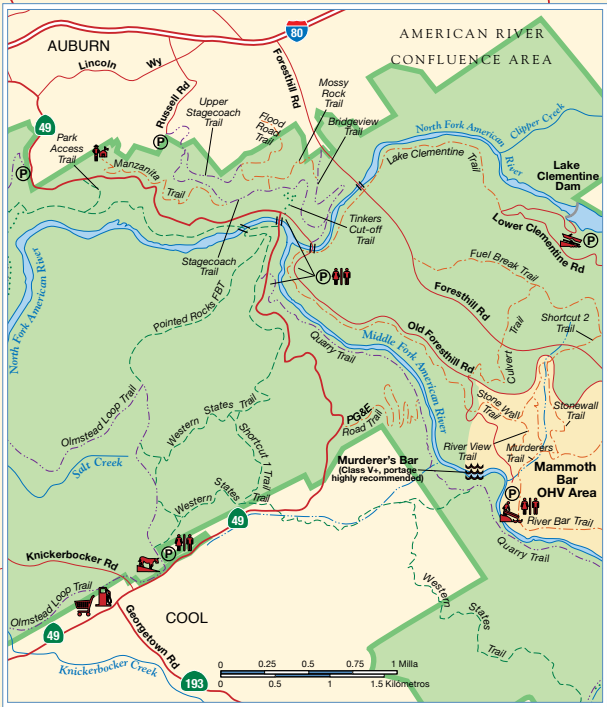 80
AMERICAN RIVER
CONFLUENCE AREA
AUBURN
Lincoln Wy
Russell Rd
Foresthill Rd
Mossy
Rock
Trail
Upper
Stagecoach
Trail
Flood
Road
Trail
Bridgeview
Trail
North Fork American River
Clipper Creek
49
Park
Access
Trail
P
P
Manzanita
Trail
Lake Clementine Trail
Lake
Clementine
Dam
Lower Clementine Rd
P
Tinkers
Cut-off
Trail
Stagecoach
Trail
Fuel Break Trail
P
North Fork American River
Pointed Rocks FBT
Foresthill Rd
Shortcut 2
Trail
Quarry Trail
Middle Fork American River
Old Foresthill Rd
Culvert Trail
Olmstead Loop Trail
Western States Trail
Stone Wall
Trail
Stonewall
Trail
PG&E
Road Trail
Shortcut 1 Trail
River View
Trail
Murderers
Trail
Murderer's Bar
(Class V+, portage
highly recommended)
Mammoth
Bar
OHV Area
Salt Creek
P
Western States Trail
49
River Bar Trail
Quarry Trail
P
Knickerbocker Rd
Olmstead Loop Trail
Western States Trail
COOL
49
Georgetown Rd
Knickerbocker Creek
193
0 0.25 0.5 0.75 1 Milla
0 0.5 1 1.5 Kilómetros